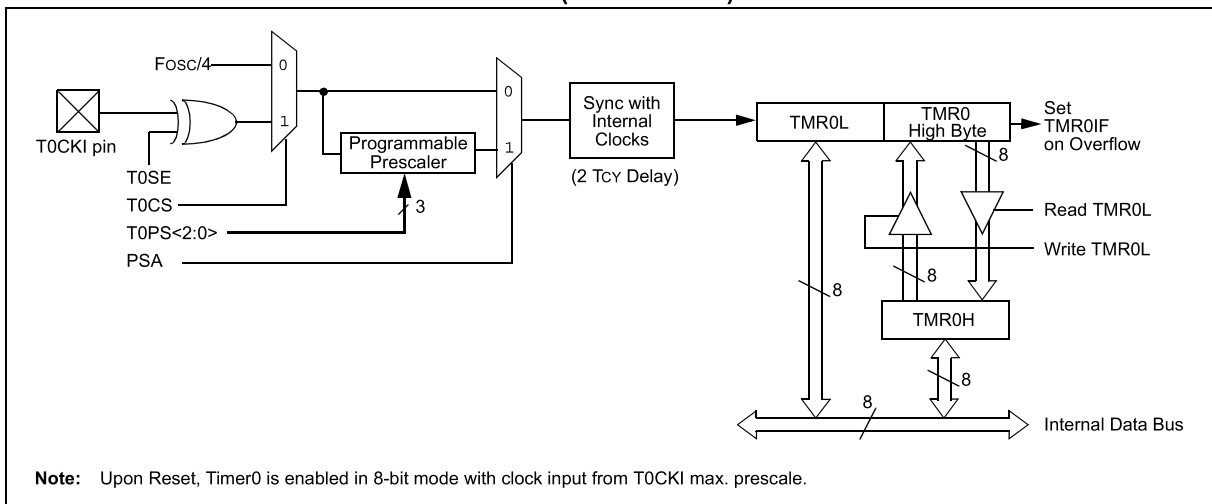 FOSC/4
0
1
T0CKI pin
T0SE
T0CS
T0PS<2:0>
PSA
Programmable
Prescaler
3
0
1
Sync with
Internal
Clocks
(2 TCY Delay)
TMR0L
TMR0
High Byte
Set
TMR0IF
on Overflow
8
Read TMR0L
Write TMR0L
8
8
TMR0H
8
8
Internal Data Bus
Note: Upon Reset, Timer0 is enabled in 8-bit mode with clock input from T0CKI max. prescale.